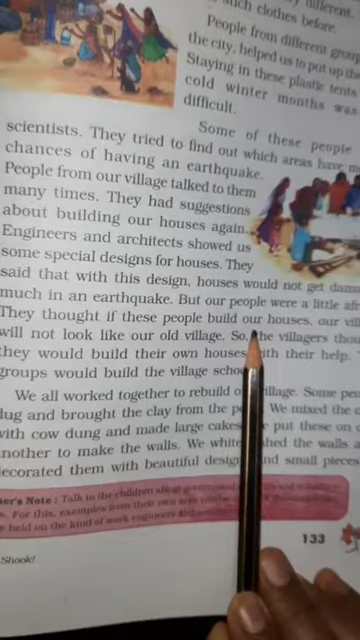 such clothes before.
People from different group
the city, helped us to put up the
Staying in these plastic tents
cold winter months was
difficult.
Some of these people
scientists. They tried to find out which areas have m
chances of having an earthquake.
People from our village talked to them
many times. They had suggestions
about building our houses again.
Engineers and architects showed us
some special designs for houses. They
said that with this design, houses would not get dama
much in an earthquake. But our people were a little afr
They thought if these people build our houses, our vil
will not look like our old village. So, the villagers thou
they would build their own houses with their help.
groups would build the village scho
We all worked together to rebuild o village. Some peo
dug and brought the clay from the p We mixed the c
with cow dung and made large cakes e put these on o
nother to make the walls. We white hed the walls a
ecorated them with beautiful design nd small pieces
er's Note : Talk to the children about
s. For this, examples from their own area
e held on the kind of work engineers and
133
Shook!